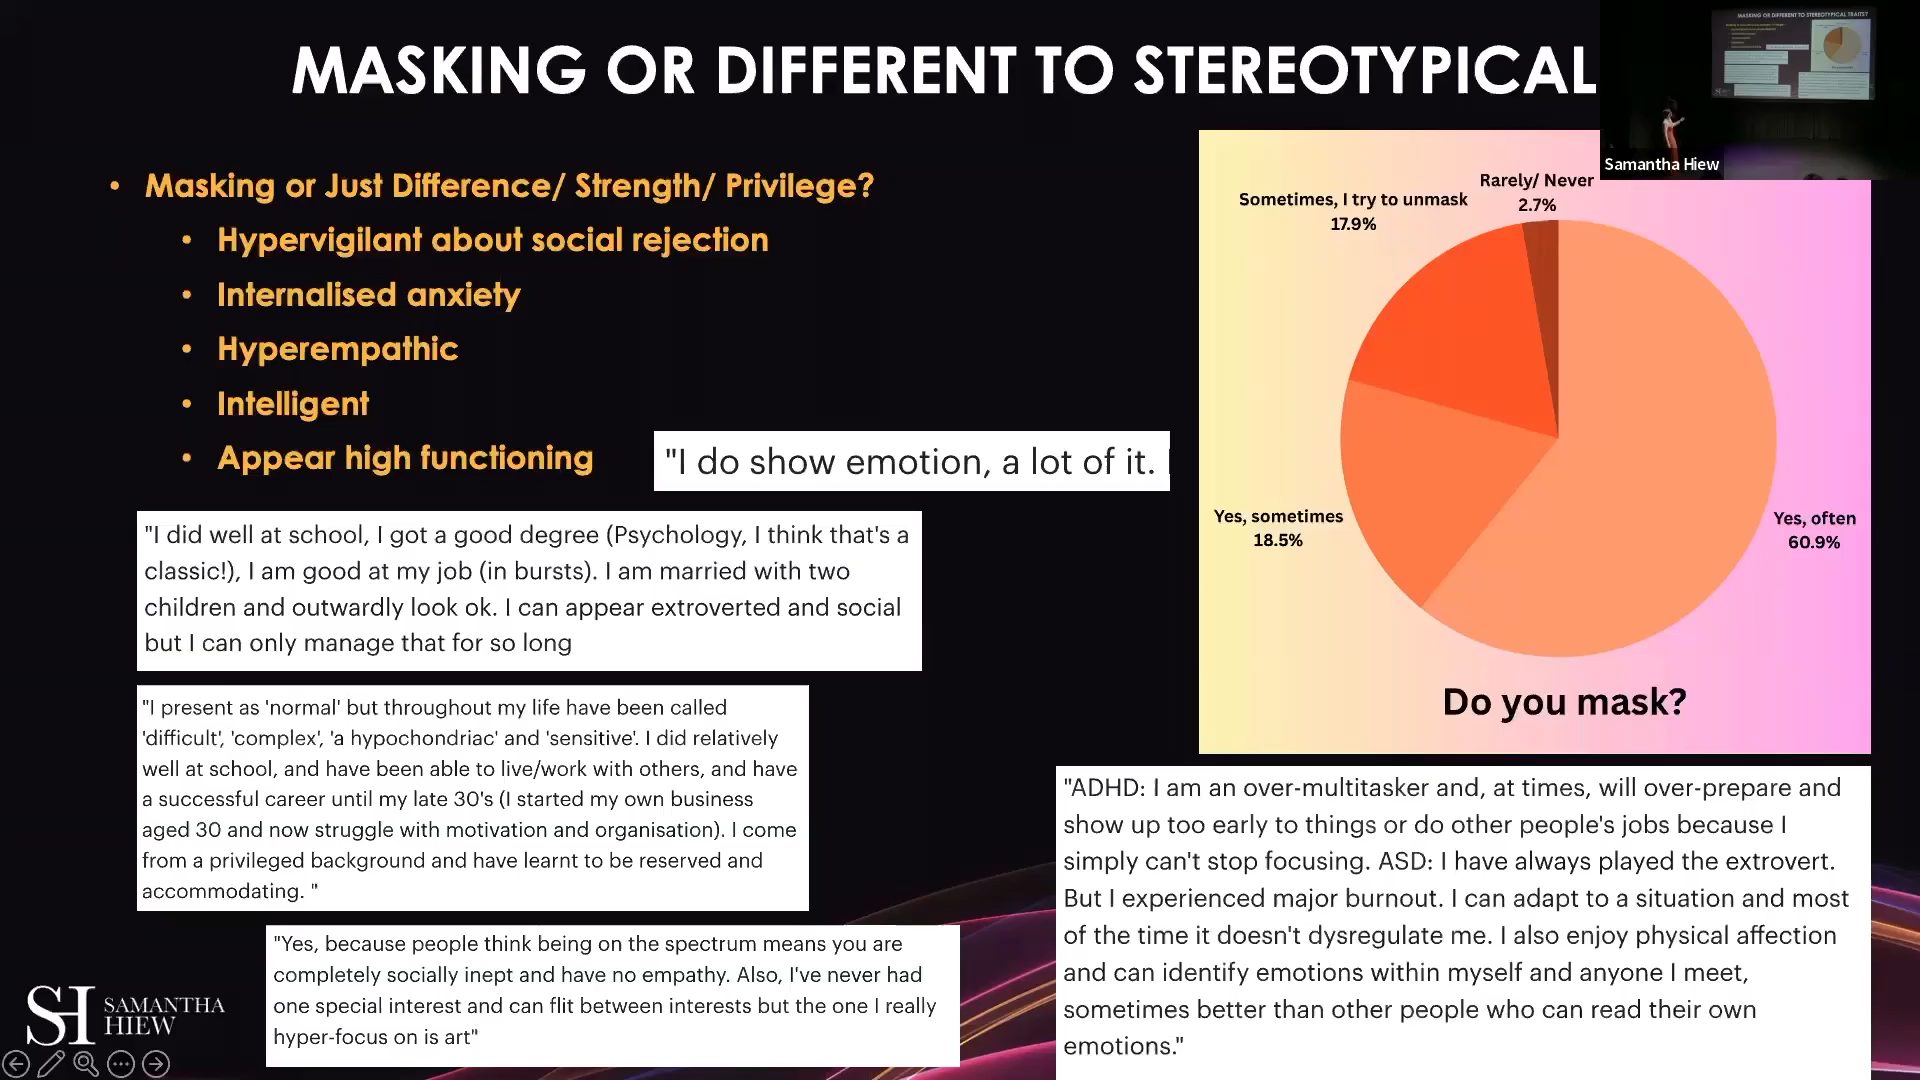 MASKING OR DIFFERENT TO STEREOTYPICAL
MASKING OR DIFFERENT TO STEREOTYPICAL TRAITS?
Samantha Hiew
• Masking or Just Difference/ Strength/ Privilege?
• Hypervigilant about social rejection
• Internalised anxiety
• Hyperempathic
• Intelligent
• Appear high functioning
"I do show emotion, a lot of it.
"I did well at school, I got a good degree (Psychology, I think that's a
classic!), I am good at my job (in bursts). I am married with two
children and outwardly look ok. I can appear extroverted and social
but I can only manage that for so long
"I present as 'normal' but throughout my life have been called
'difficult', 'complex', 'a hypochondriac' and 'sensitive'. I did relatively
well at school, and have been able to live/work with others, and have
a successful career until my late 30's (I started my own business
aged 30 and now struggle with motivation and organisation). I come
from a privileged background and have learnt to be reserved and
accommodating. "
"Yes, because people think being on the spectrum means you are
completely socially inept and have no empathy. Also, I've never had
one special interest and can flit between interests but the one I really
hyper-focus on is art"
Rarely/ Never
2.7%
Sometimes, I try to unmask
17.9%
Yes, sometimes
18.5%
Yes, often
60.9%
Do you mask?
"ADHD: I am an over-multitasker and, at times, will over-prepare and
show up too early to things or do other people's jobs because I
simply can't stop focusing. ASD: I have always played the extrovert.
But I experienced major burnout. I can adapt to a situation and most
of the time it doesn't dysregulate me. I also enjoy physical affection
and can identify emotions within myself and anyone I meet,
sometimes better than other people who can read their own
emotions."
SH SAMANTHA
HIEW